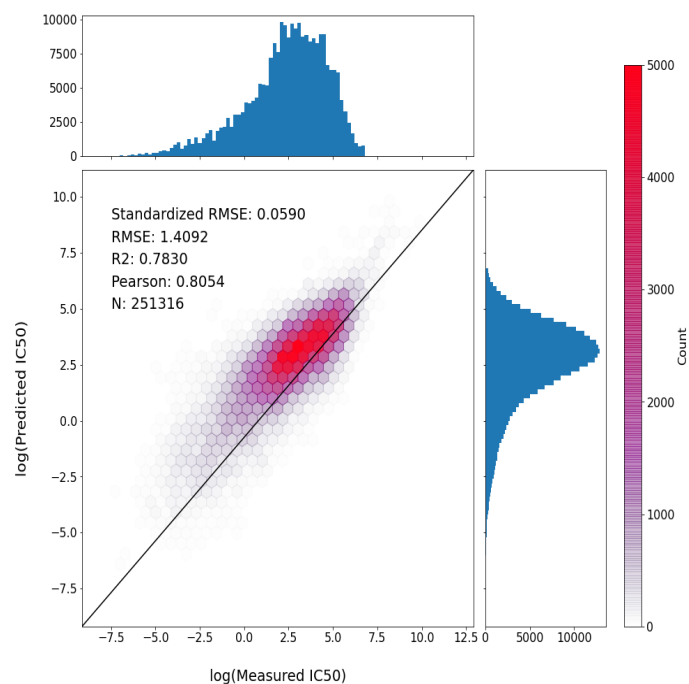 10000
7500
5000
2500
0
10.0
7.5
5.0
2.5
0.0
−2.5
−5.0
−7.5
log(Predicted IC50)
Standardized RMSE: 0.0590
RMSE: 1.4092
R2: 0.7830
Pearson: 0.8054
N: 251316
−7.5 −5.0 −2.5 0.0 2.5 5.0 7.5 10.0 12.5
log(Measured IC50)
0 5000 10000
5000
4000
3000
2000
1000
0
Count